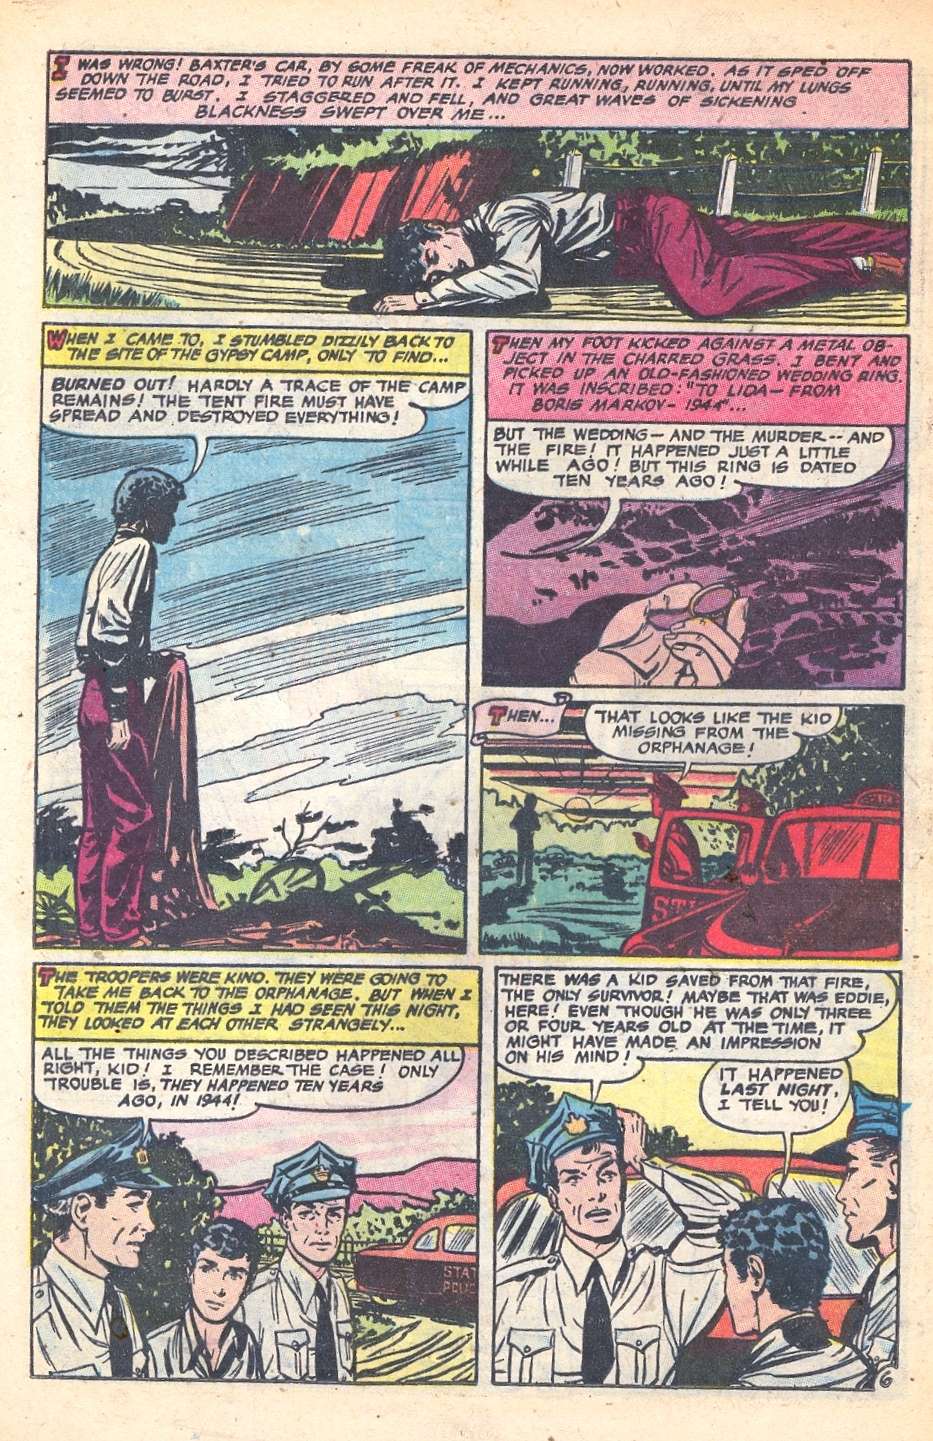 I WAS WRONG! BAXTER'S CAR, BY SOME FREAK OF MECHANICS, NOW WORKED. AS IT SPED OFF
DOWN THE ROAD, I TRIED TO RUN AFTER IT. I KEPT RUNNING, RUNNING, UNTIL MY LUNGS
SEEMED TO BURST. I STAGGERED AND FELL, AND GREAT WAVES OF SICKENING
BLACKNESS SWEPT OVER ME...
WHEN I CAME TO, I STUMBLED DIZZILY BACK TO
THE SITE OF THE GYPSY CAMP, ONLY TO FIND...
BURNED OUT! HARDLY A TRACE OF THE CAMP
REMAINS! THE TENT FIRE MUST HAVE
SPREAD AND DESTROYED EVERYTHING!
THEN MY FOOT KICKED AGAINST A METAL OB-
JECT IN THE CHARRED GRASS. I BENT AND
PICKED UP AN OLD-FASHIONED WEDDING RING.
IT WAS INSCRIBED: "TO LIDA— FROM
BORIS MARKOV— 1944"...
BUT THE WEDDING— AND THE MURDER-- AND
THE FIRE! IT HAPPENED JUST A LITTLE
WHILE AGO! BUT THIS RING IS DATED
TEN YEARS AGO!
THEN...
THAT LOOKS LIKE THE KID
MISSING FROM THE
ORPHANAGE!
ST
THE TROOPERS WERE KIND. THEY WERE GOING TO
TAKE ME BACK TO THE ORPHANAGE. BUT WHEN I
TOLD THEM THE THINGS I HAD SEEN THIS NIGHT,
THEY LOOKED AT EACH OTHER STRANGELY...
ALL THE THINGS YOU DESCRIBED HAPPENED ALL
RIGHT, KID! I REMEMBER THE CASE! ONLY
TROUBLE IS, THEY HAPPENED TEN YEARS
AGO, IN 1944!
STAT
POLIC
THERE WAS A KID SAVED FROM THAT FIRE,
THE ONLY SURVIVOR! MAYBE THAT WAS EDDIE,
HERE! EVEN THOUGH HE WAS ONLY THREE
OR FOUR YEARS OLD AT THE TIME, IT
MIGHT HAVE MADE AN IMPRESSION
ON HIS MIND!
IT HAPPENED
LAST NIGHT,
I TELL YOU!
6